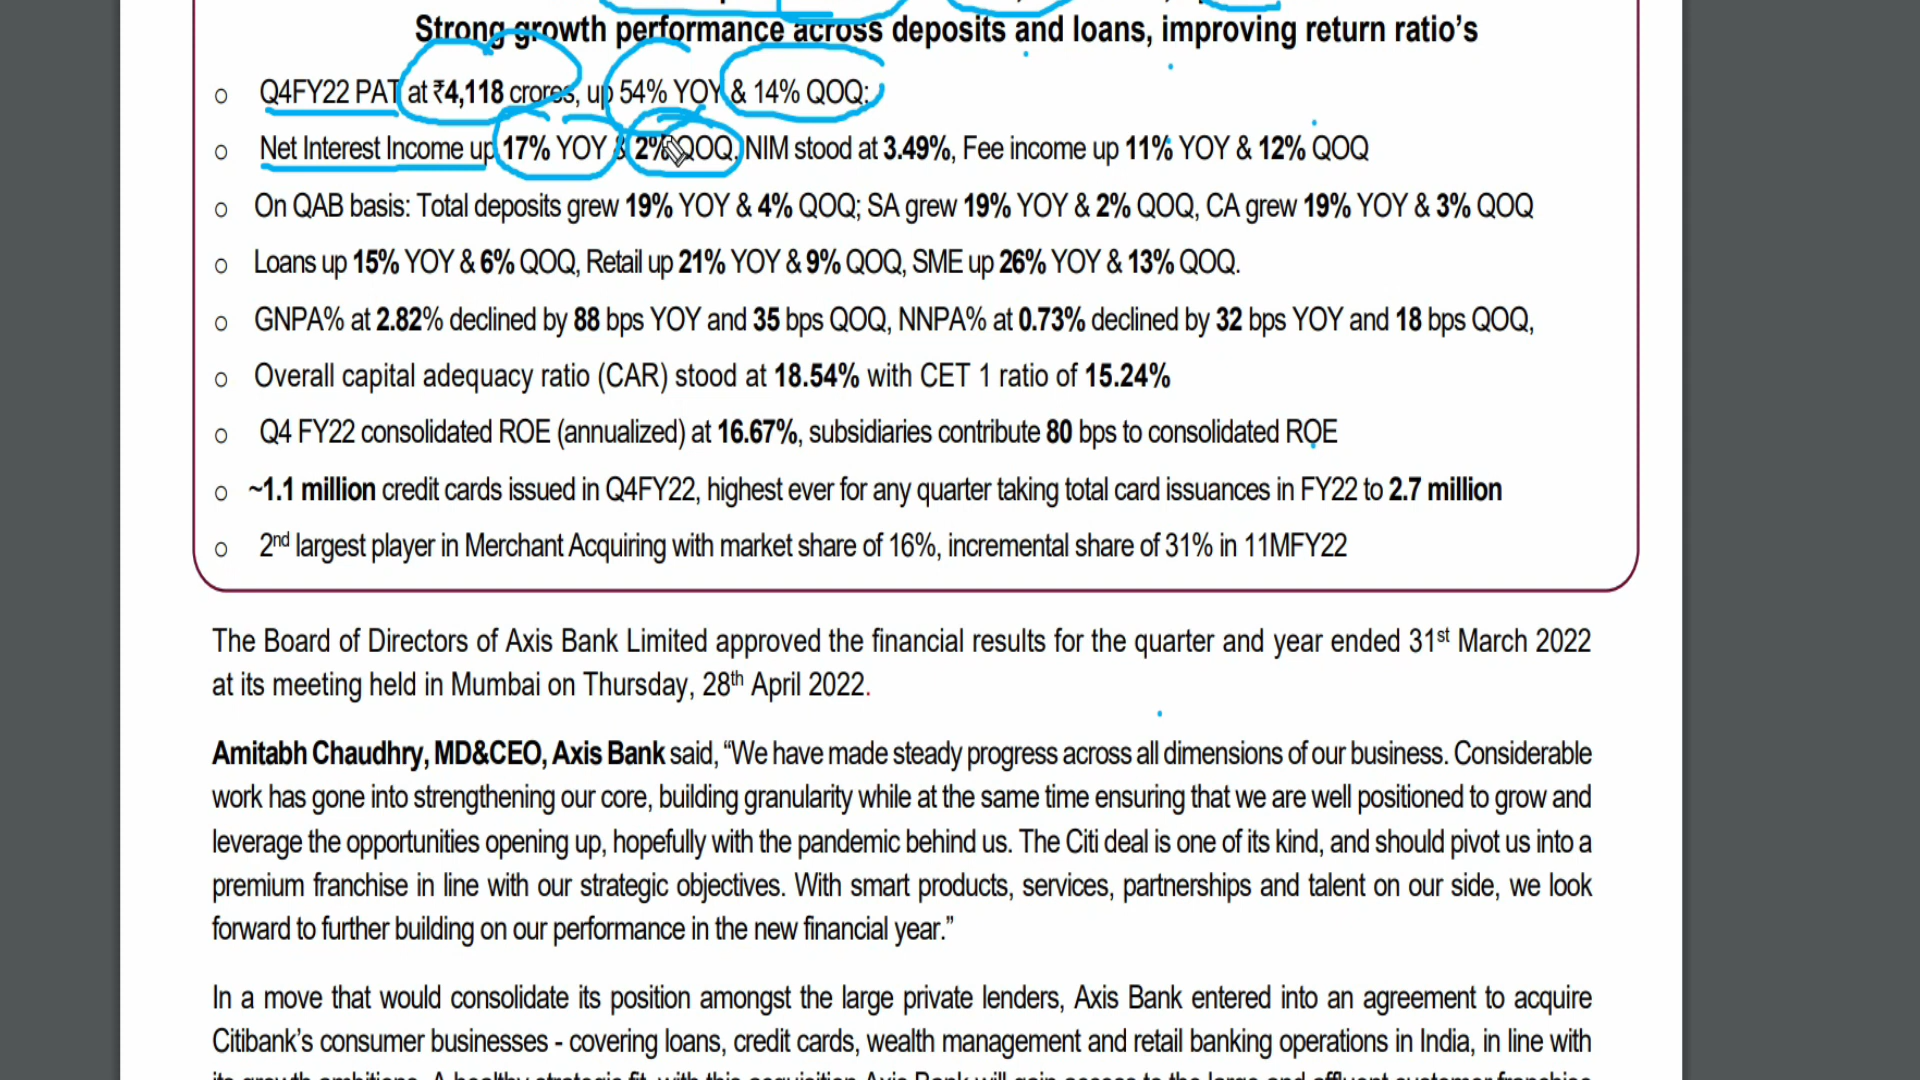 Strong growth performance across deposits and loans, improving return ratio's
o Q4FY22 PAT at ₹4,118 crores, up 54% YOY & 14% QOQ;
o Net Interest Income up 17% YOY & 2% QOQ, NIM stood at 3.49%, Fee income up 11% YOY & 12% QOQ
o On QAB basis: Total deposits grew 19% YOY & 4% QOQ; SA grew 19% YOY & 2% QOQ, CA grew 19% YOY & 3% QOQ
o Loans up 15% YOY & 6% QOQ, Retail up 21% YOY & 9% QOQ, SME up 26% YOY & 13% QOQ.
o GNPA% at 2.82% declined by 88 bps YOY and 35 bps QOQ, NNPA% at 0.73% declined by 32 bps YOY and 18 bps QOQ,
o Overall capital adequacy ratio (CAR) stood at 18.54% with CET 1 ratio of 15.24%
o Q4 FY22 consolidated ROE (annualized) at 16.67%, subsidiaries contribute 80 bps to consolidated ROE
o ~1.1 million credit cards issued in Q4FY22, highest ever for any quarter taking total card issuances in FY22 to 2.7 million
o 2nd largest player in Merchant Acquiring with market share of 16%, incremental share of 31% in 11MFY22
The Board of Directors of Axis Bank Limited approved the financial results for the quarter and year ended 31st March 2022
at its meeting held in Mumbai on Thursday, 28th April 2022.
Amitabh Chaudhry, MD&CEO, Axis Bank said, “We have made steady progress across all dimensions of our business. Considerable
work has gone into strengthening our core, building granularity while at the same time ensuring that we are well positioned to grow and
leverage the opportunities opening up, hopefully with the pandemic behind us. The Citi deal is one of its kind, and should pivot us into a
premium franchise in line with our strategic objectives. With smart products, services, partnerships and talent on our side, we look
forward to further building on our performance in the new financial year.”
In a move that would consolidate its position amongst the large private lenders, Axis Bank entered into an agreement to acquire
Citibank’s consumer businesses - covering loans, credit cards, wealth management and retail banking operations in India, in line with